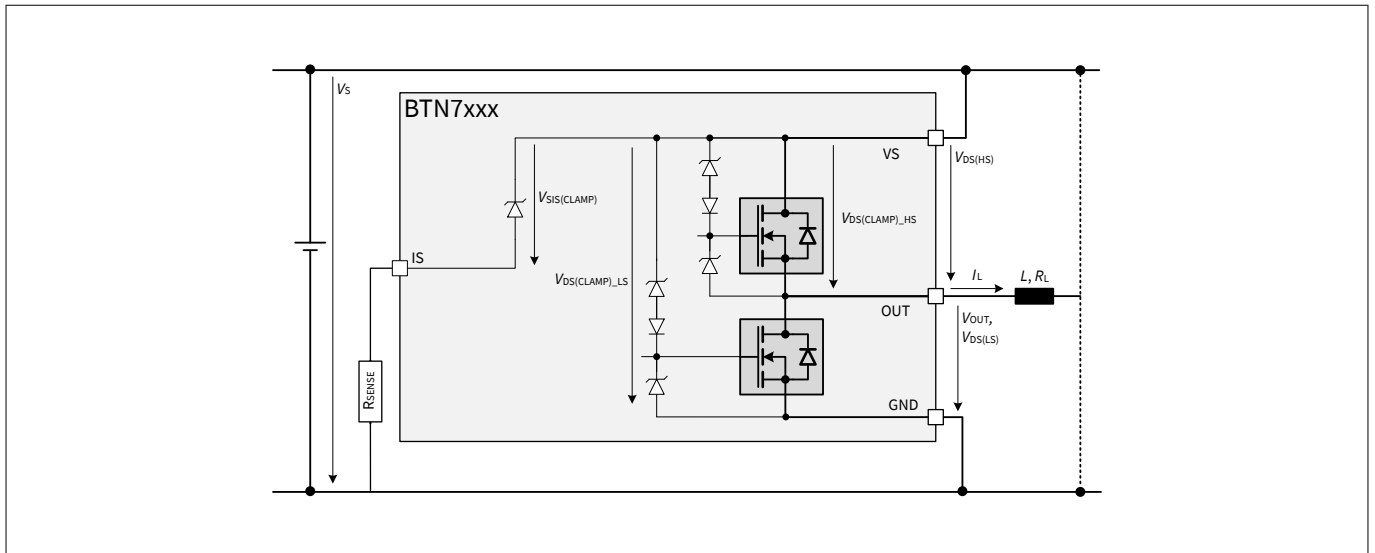 VS
BTN7xxx
VS
VDS(HS)
VSIS(CLAMP)
VDS(CLAMP)_HS
IS
VDS(CLAMP)_LS
IL
L, RL
OUT
VOUT,
VDS(LS)
RSENSE
GND